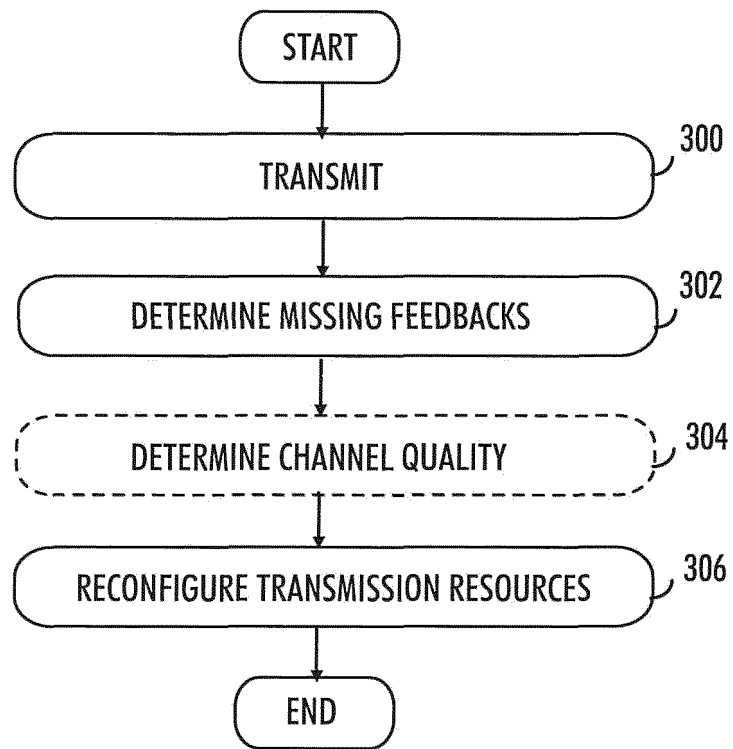 START
TRANSMIT
300
DETERMINE MISSING FEEDBACKS
302
DETERMINE CHANNEL QUALITY
304
RECONFIGURE TRANSMISSION RESOURCES
306
END